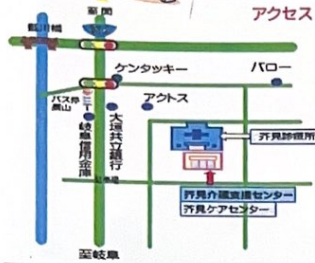 アクセス
至関
ケンタッキー
バロー
アクトス
岐阜信用金庫
大垣共立銀行
芥見診療所
芥見介護支援センター
芥見ケアセンター
至岐阜